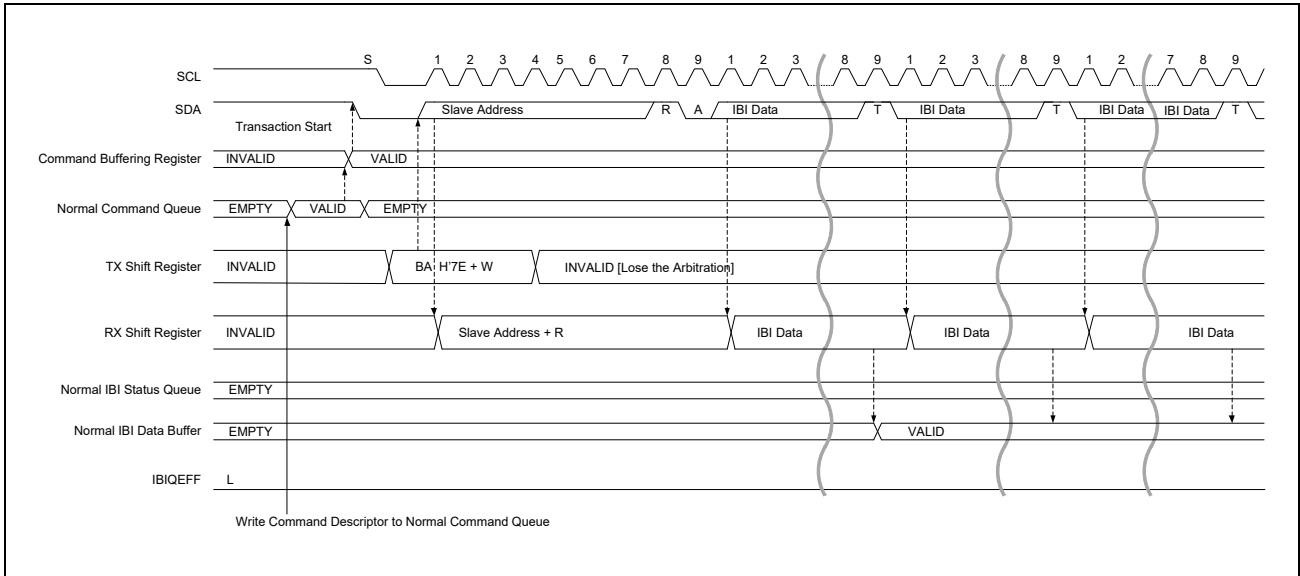 S 1 2 3 4 5 6 7 8 9 1 2 3 8 9 1 2 3 8 9 1 2 7 8 9
SCL
SDA Slave Address R A IBI Data T IBI Data T IBI Data IBI Data T
Transaction Start
Command Buffering Register INVALID VALID
Normal Command Queue EMPTY VALID EMPTY
TX Shift Register INVALID BA H'7E + W INVALID [Lose the Arbitration]
RX Shift Register INVALID Slave Address + R IBI Data IBI Data IBI Data
Normal IBI Status Queue EMPTY
Normal IBI Data Buffer EMPTY VALID
IBIQEFF L
Write Command Descriptor to Normal Command Queue